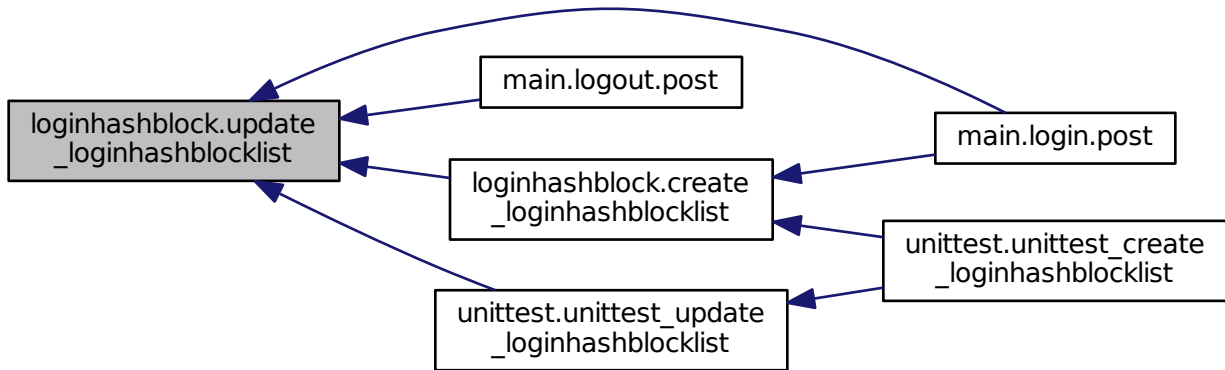 loginhashblock.update
_loginhashblocklist
main.logout.post
loginhashblock.create
_loginhashblocklist
unittest.unittest_update
_loginhashblocklist
main.login.post
unittest.unittest_create
_loginhashblocklist